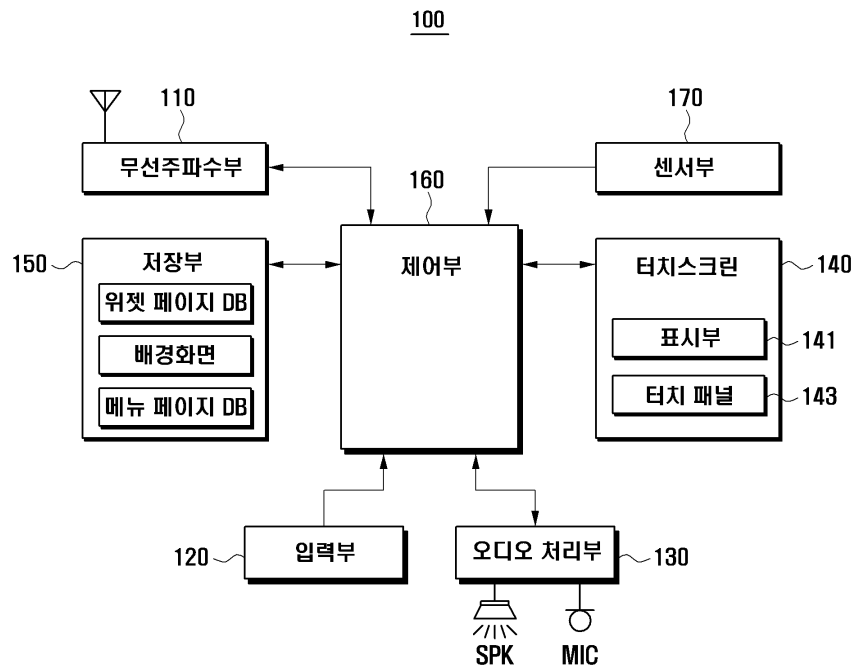 100
110
무선주파수부
170
센서부
160
제어부
150
저장부
위젯 페이지 DB
배경화면
메뉴 페이지 DB
터치스크린
140
표시부
141
터치 패널
143
120
입력부
오디오 처리부
130
SPK
MIC